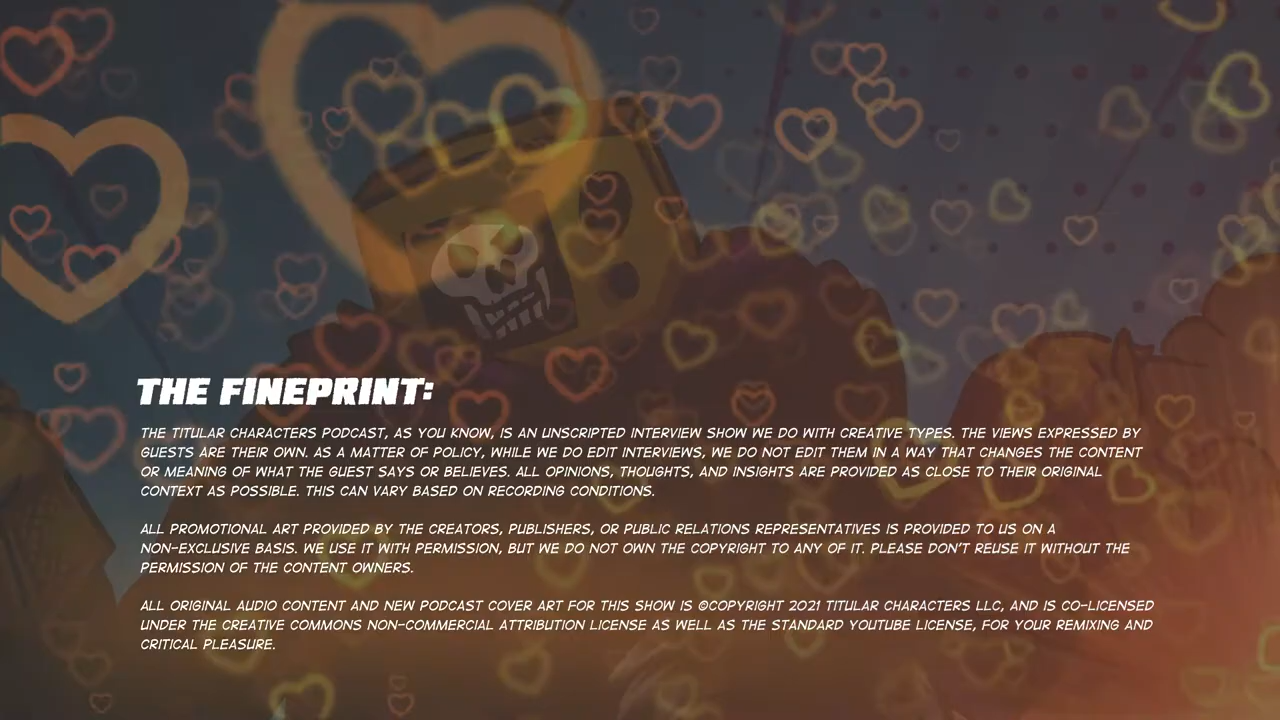 THE FINEPRINT:
THE TITULAR CHARACTERS PODCAST, AS YOU KNOW, IS AN UNSCRIPTED INTERVIEW SHOW WE DO WITH CREATIVE TYPES. THE VIEWS EXPRESSED BY
GUESTS ARE THEIR OWN. AS A MATTER OF POLICY, WHILE WE DO EDIT INTERVIEWS, WE DO NOT EDIT THEM IN A WAY THAT CHANGES THE CONTENT
OR MEANING OF WHAT THE GUEST SAYS OR BELIEVES. ALL OPINIONS, THOUGHTS, AND INSIGHTS ARE PROVIDED AS CLOSE TO THEIR ORIGINAL
CONTEXT AS POSSIBLE. THIS CAN VARY BASED ON RECORDING CONDITIONS.
ALL PROMOTIONAL ART PROVIDED BY THE CREATORS, PUBLISHERS, OR PUBLIC RELATIONS REPRESENTATIVES IS PROVIDED TO US ON A
NON-EXCLUSIVE BASIS. WE USE IT WITH PERMISSION, BUT WE DO NOT OWN THE COPYRIGHT TO ANY OF IT. PLEASE DON'T REUSE IT WITHOUT THE
PERMISSION OF THE CONTENT OWNERS.
ALL ORIGINAL AUDIO CONTENT AND NEW PODCAST COVER ART FOR THIS SHOW IS ©COPYRIGHT 2021 TITULAR CHARACTERS LLC, AND IS CO-LICENSED
UNDER THE CREATIVE COMMONS NON-COMMERCIAL ATTRIBUTION LICENSE AS WELL AS THE STANDARD YOUTUBE LICENSE, FOR YOUR REMIXING AND
CRITICAL PLEASURE.